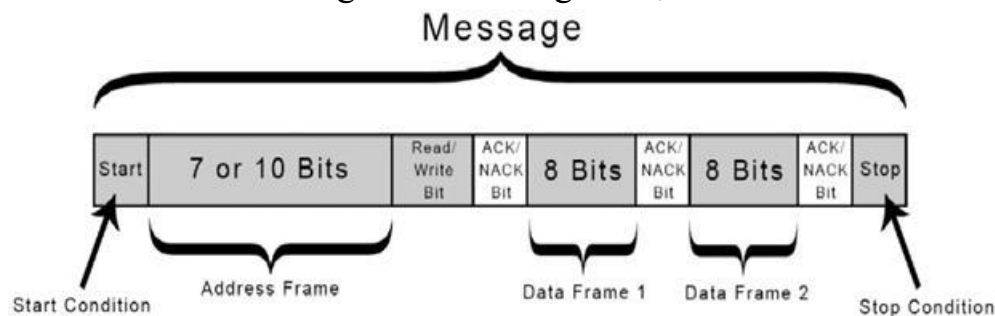 Message
Start
7 or 10 Bits
Read/
Write
Bit
ACK/
NACK
Bit
8 Bits
ACK/
NACK
Bit
8 Bits
ACK/
NACK
Bit
Stop
Start Condition
Address Frame
Data Frame 1
Data Frame 2
Stop Condition